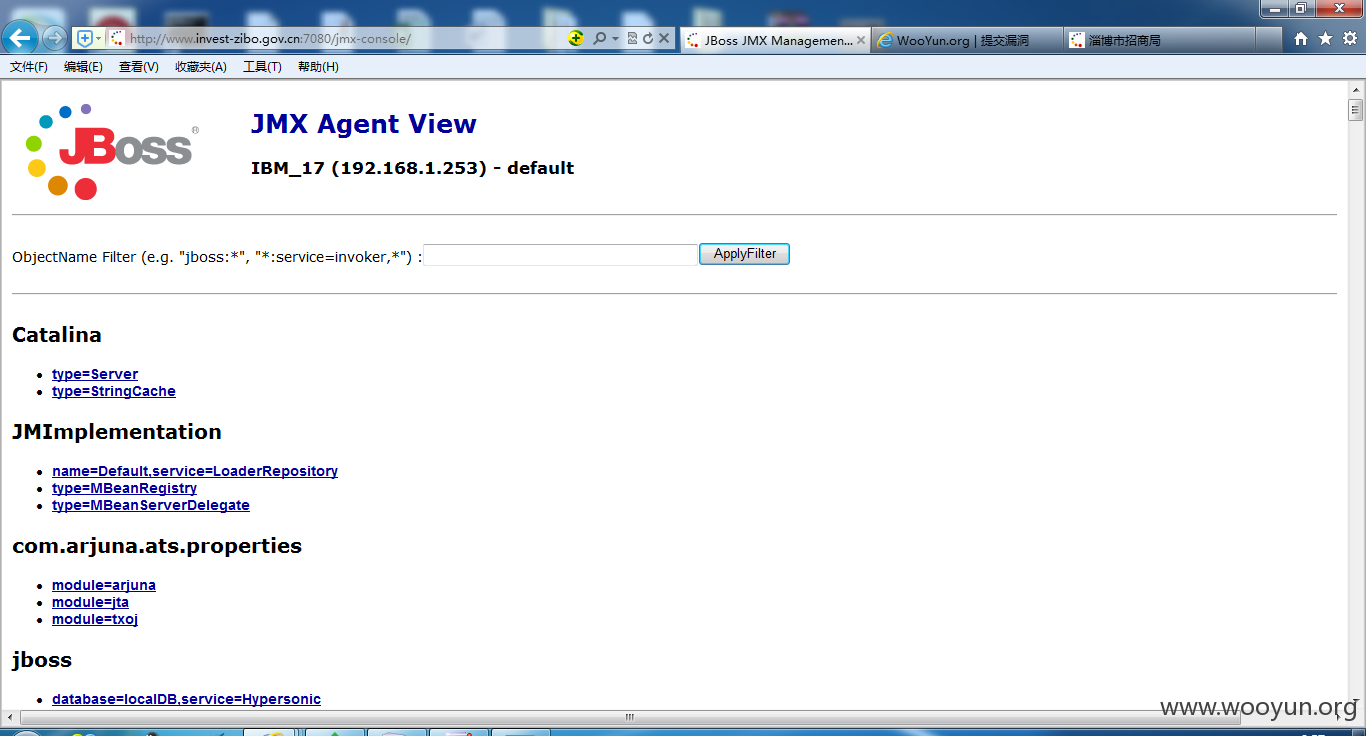 http://www.invest-zibo.gov.cn:7080/jmx-console/
JBoss JMX Managemen...
WooYun.org | 提交漏洞
淄博市招商局
文件(F) 编辑(E) 查看(V) 收藏夹(A) 工具(T) 帮助(H)
JBoss®
JMX Agent View
IBM_17 (192.168.1.253) - default
ObjectName Filter (e.g. "jboss:*", "*:service=invoker,*") : ApplyFilter
Catalina
type=Server
type=StringCache
JMImplementation
name=Default,service=LoaderRepository
type=MBeanRegistry
type=MBeanServerDelegate
com.arjuna.ats.properties
module=arjuna
module=jta
module=txoj
jboss
database=localDB,service=Hypersonic
www.wooyun.org